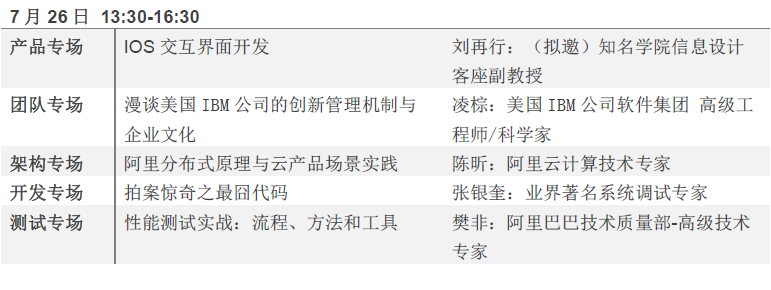 7月26日 13:30-16:30
产品专场 IOS 交互界面开发 刘再行：（拟邀）知名学院信息设计
客座副教授
团队专场 漫谈美国 IBM 公司的创新管理机制与 凌棕：美国 IBM 公司软件集团 高级工
企业文化 程师/科学家
架构专场 阿里分布式原理与云产品场景实践 陈昕：阿里云计算技术专家
开发专场 拍案惊奇之最囧代码 张银奎：业界著名系统调试专家
测试专场 性能测试实战：流程、方法和工具 樊非：阿里巴巴技术质量部-高级技术
专家